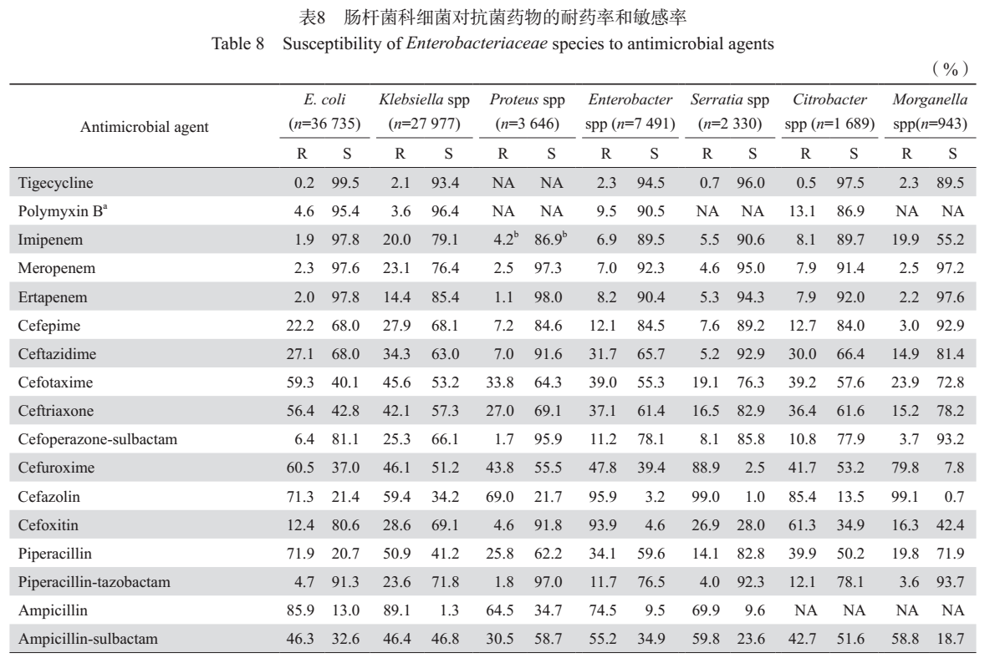 表8 肠杆菌科细菌对抗菌药物的耐药率和敏感率
Table 8 Susceptibility of Enterobacteriaceae species to antimicrobial agents
（%）
Antimicrobial agent E. coli (n=36 735) Klebsiella spp (n=27 977) Proteus spp (n=3 646) Enterobacter spp (n=7 491) Serratia spp (n=2 330) Citrobacter spp (n=1 689) Morganella spp(n=943)
R S R S R S R S R S R S R S
Tigecycline 0.2 99.5 2.1 93.4 NA NA 2.3 94.5 0.7 96.0 0.5 97.5 2.3 89.5
Polymyxin Bª 4.6 95.4 3.6 96.4 NA NA 9.5 90.5 NA NA 13.1 86.9 NA NA
Imipenem 1.9 97.8 20.0 79.1 4.2ᵇ 86.9ᵇ 6.9 89.5 5.5 90.6 8.1 89.7 19.9 55.2
Meropenem 2.3 97.6 23.1 76.4 2.5 97.3 7.0 92.3 4.6 95.0 7.9 91.4 2.5 97.2
Ertapenem 2.0 97.8 14.4 85.4 1.1 98.0 8.2 90.4 5.3 94.3 7.9 92.0 2.2 97.6
Cefepime 22.2 68.0 27.9 68.1 7.2 84.6 12.1 84.5 7.6 89.2 12.7 84.0 3.0 92.9
Ceftazidime 27.1 68.0 34.3 63.0 7.0 91.6 31.7 65.7 5.2 92.9 30.0 66.4 14.9 81.4
Cefotaxime 59.3 40.1 45.6 53.2 33.8 64.3 39.0 55.3 19.1 76.3 39.2 57.6 23.9 72.8
Ceftriaxone 56.4 42.8 42.1 57.3 27.0 69.1 37.1 61.4 16.5 82.9 36.4 61.6 15.2 78.2
Cefoperazone-sulbactam 6.4 81.1 25.3 66.1 1.7 95.9 11.2 78.1 8.1 85.8 10.8 77.9 3.7 93.2
Cefuroxime 60.5 37.0 46.1 51.2 43.8 55.5 47.8 39.4 88.9 2.5 41.7 53.2 79.8 7.8
Cefazolin 71.3 21.4 59.4 34.2 69.0 21.7 95.9 3.2 99.0 1.0 85.4 13.5 99.1 0.7
Cefoxitin 12.4 80.6 28.6 69.1 4.6 91.8 93.9 4.6 26.9 28.0 61.3 34.9 16.3 42.4
Piperacillin 71.9 20.7 50.9 41.2 25.8 62.2 34.1 59.6 14.1 82.8 39.9 50.2 19.8 71.9
Piperacillin-tazobactam 4.7 91.3 23.6 71.8 1.8 97.0 11.7 76.5 4.0 92.3 12.1 78.1 3.6 93.7
Ampicillin 85.9 13.0 89.1 1.3 64.5 34.7 74.5 9.5 69.9 9.6 NA NA NA NA
Ampicillin-sulbactam 46.3 32.6 46.4 46.8 30.5 58.7 55.2 34.9 59.8 23.6 42.7 51.6 58.8 18.7